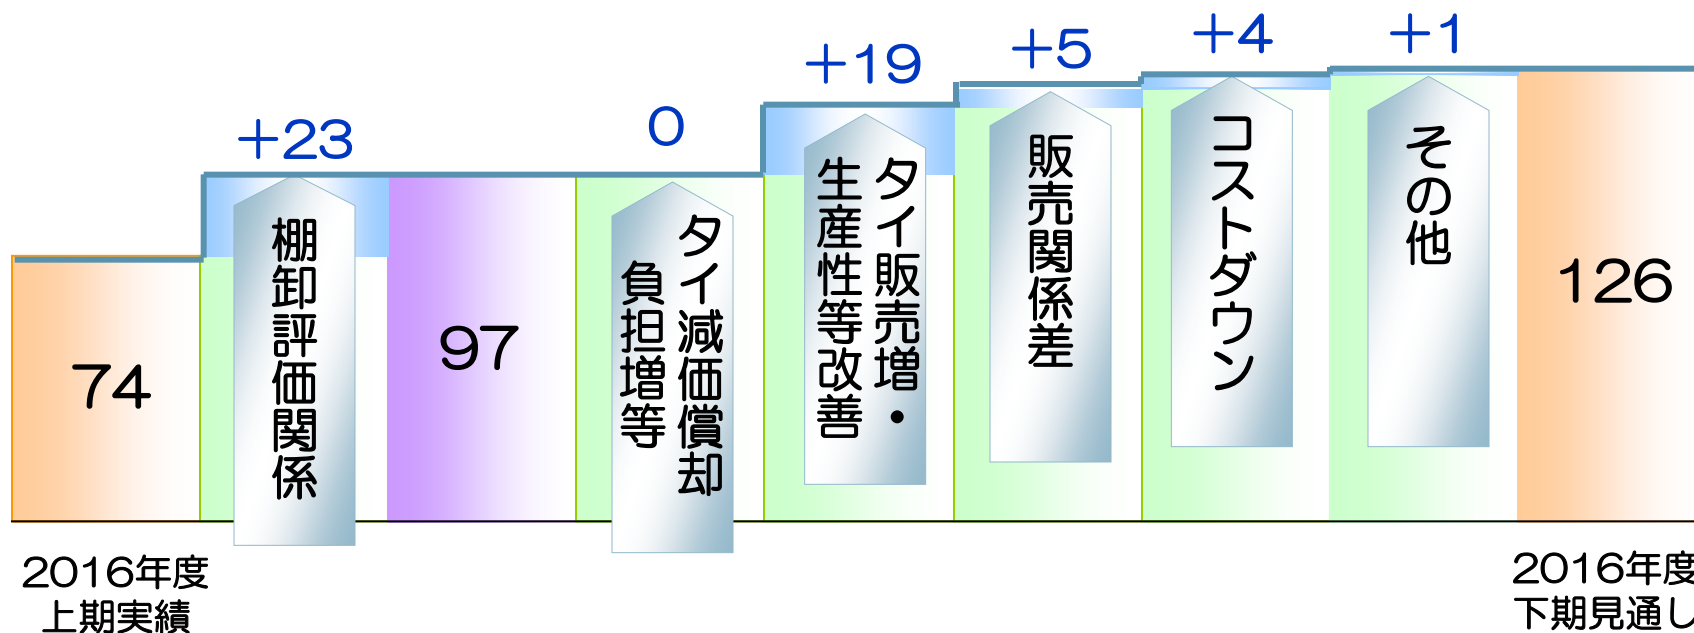 +23
0
+19
+5
+4
+1
棚卸評価関係
タイ減価償却
負担増等
タイ販売増・
生産性等改善
販売関係差
コストダウン
その他
74
97
126
2016年度
上期実績
2016年度
下期見通し